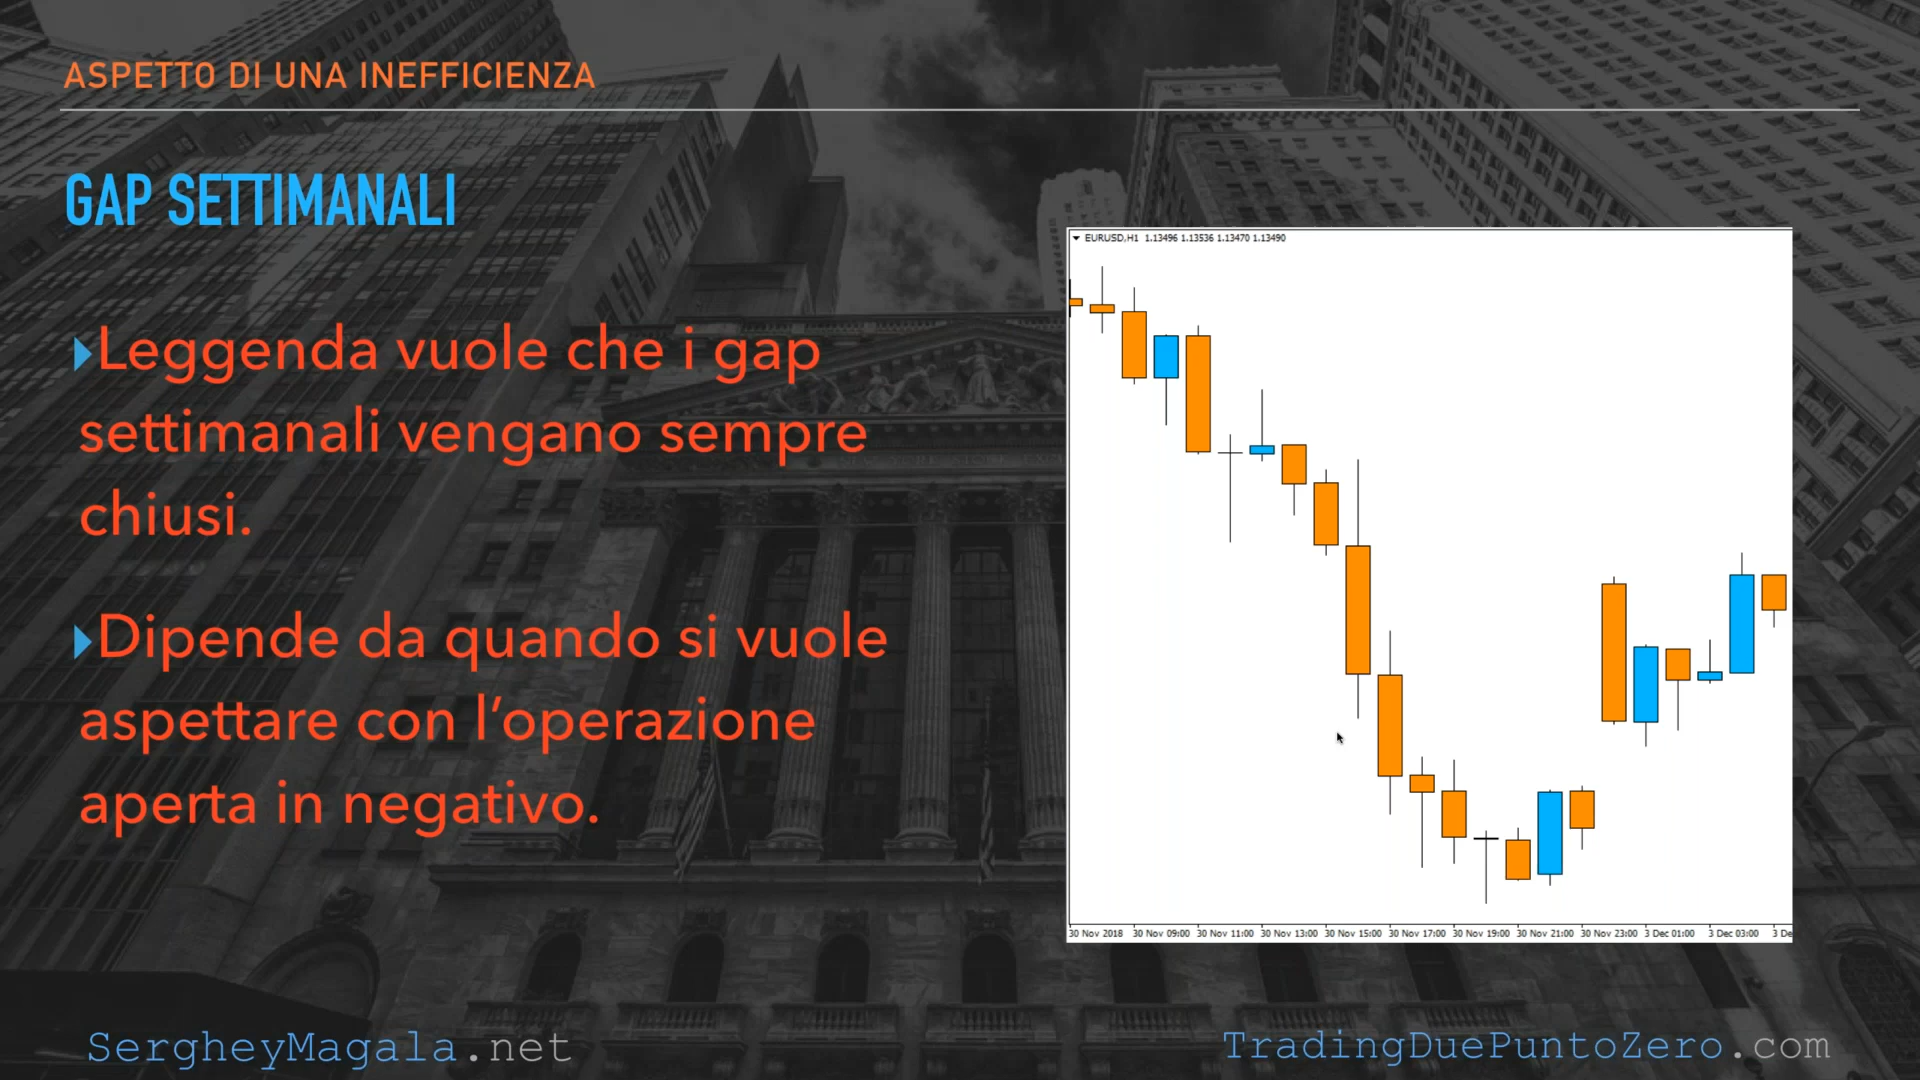 ASPETTO DI UNA INEFFICIENZA
GAP SETTIMANALI
▸Leggenda vuole che i gap
settimanali vengano sempre
chiusi.
▸Dipende da quando si vuole
aspettare con l’operazione
aperta in negativo.
EURUSD,H1 1.13496 1.13536 1.13470 1.13490
30 Nov 2018 30 Nov 09:00 30 Nov 11:00 30 Nov 13:00 30 Nov 15:00 30 Nov 17:00 30 Nov 19:00 30 Nov 21:00 30 Nov 23:00 3 Dec 01:00 3 Dec 03:00 3 De
SergheyMagala.net
TradingDuePuntoZero.com